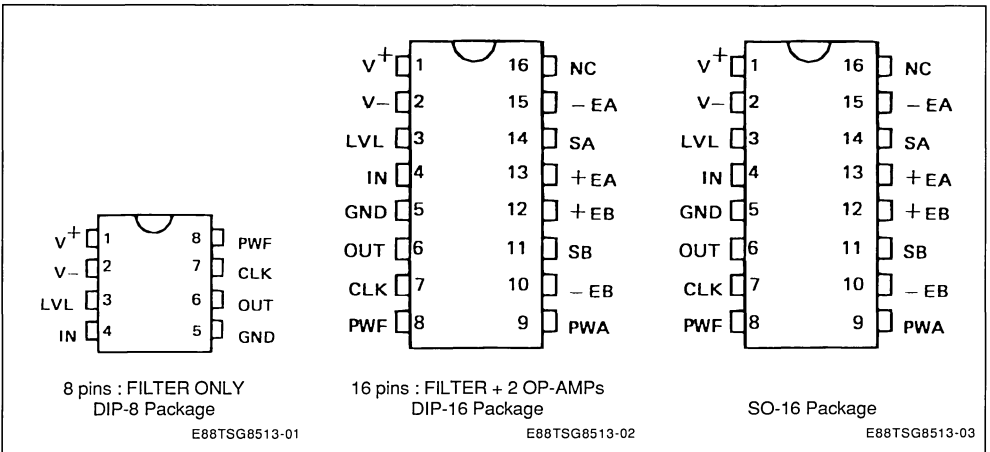 V+ 1 8 PWF
V− 2 7 CLK
LVL 3 6 OUT
IN 4 5 GND
8 pins : FILTER ONLY
DIP-8 Package
E88TSG8513-01
V+ 1 16 NC
V− 2 15 − EA
LVL 3 14 SA
IN 4 13 + EA
GND 5 12 + EB
OUT 6 11 SB
CLK 7 10 − EB
PWF 8 9 PWA
16 pins : FILTER + 2 OP-AMPs
DIP-16 Package
E88TSG8513-02
V+ 1 16 NC
V− 2 15 − EA
LVL 3 14 SA
IN 4 13 + EA
GND 5 12 + EB
OUT 6 11 SB
CLK 7 10 − EB
PWF 8 9 PWA
SO-16 Package
E88TSG8513-03